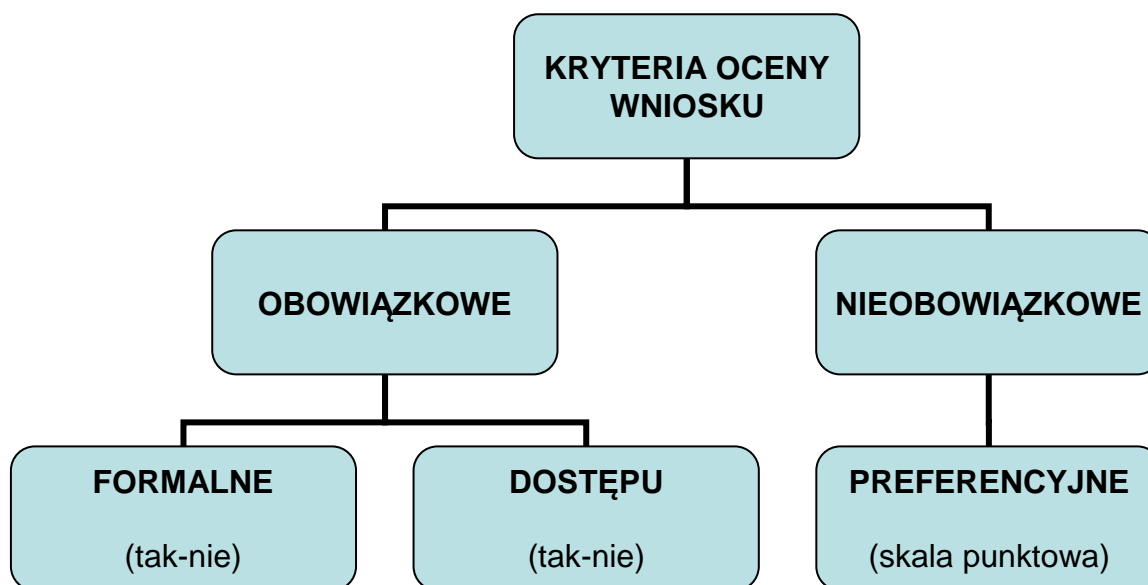 KRYTERIA OCENY
WNIOSKU
OBOWIĄZKOWE
NIEOBOWIĄZKOWE
FORMALNE
(tak-nie)
DOSTĘPU
(tak-nie)
PREFERENCYJNE
(skala punktowa)